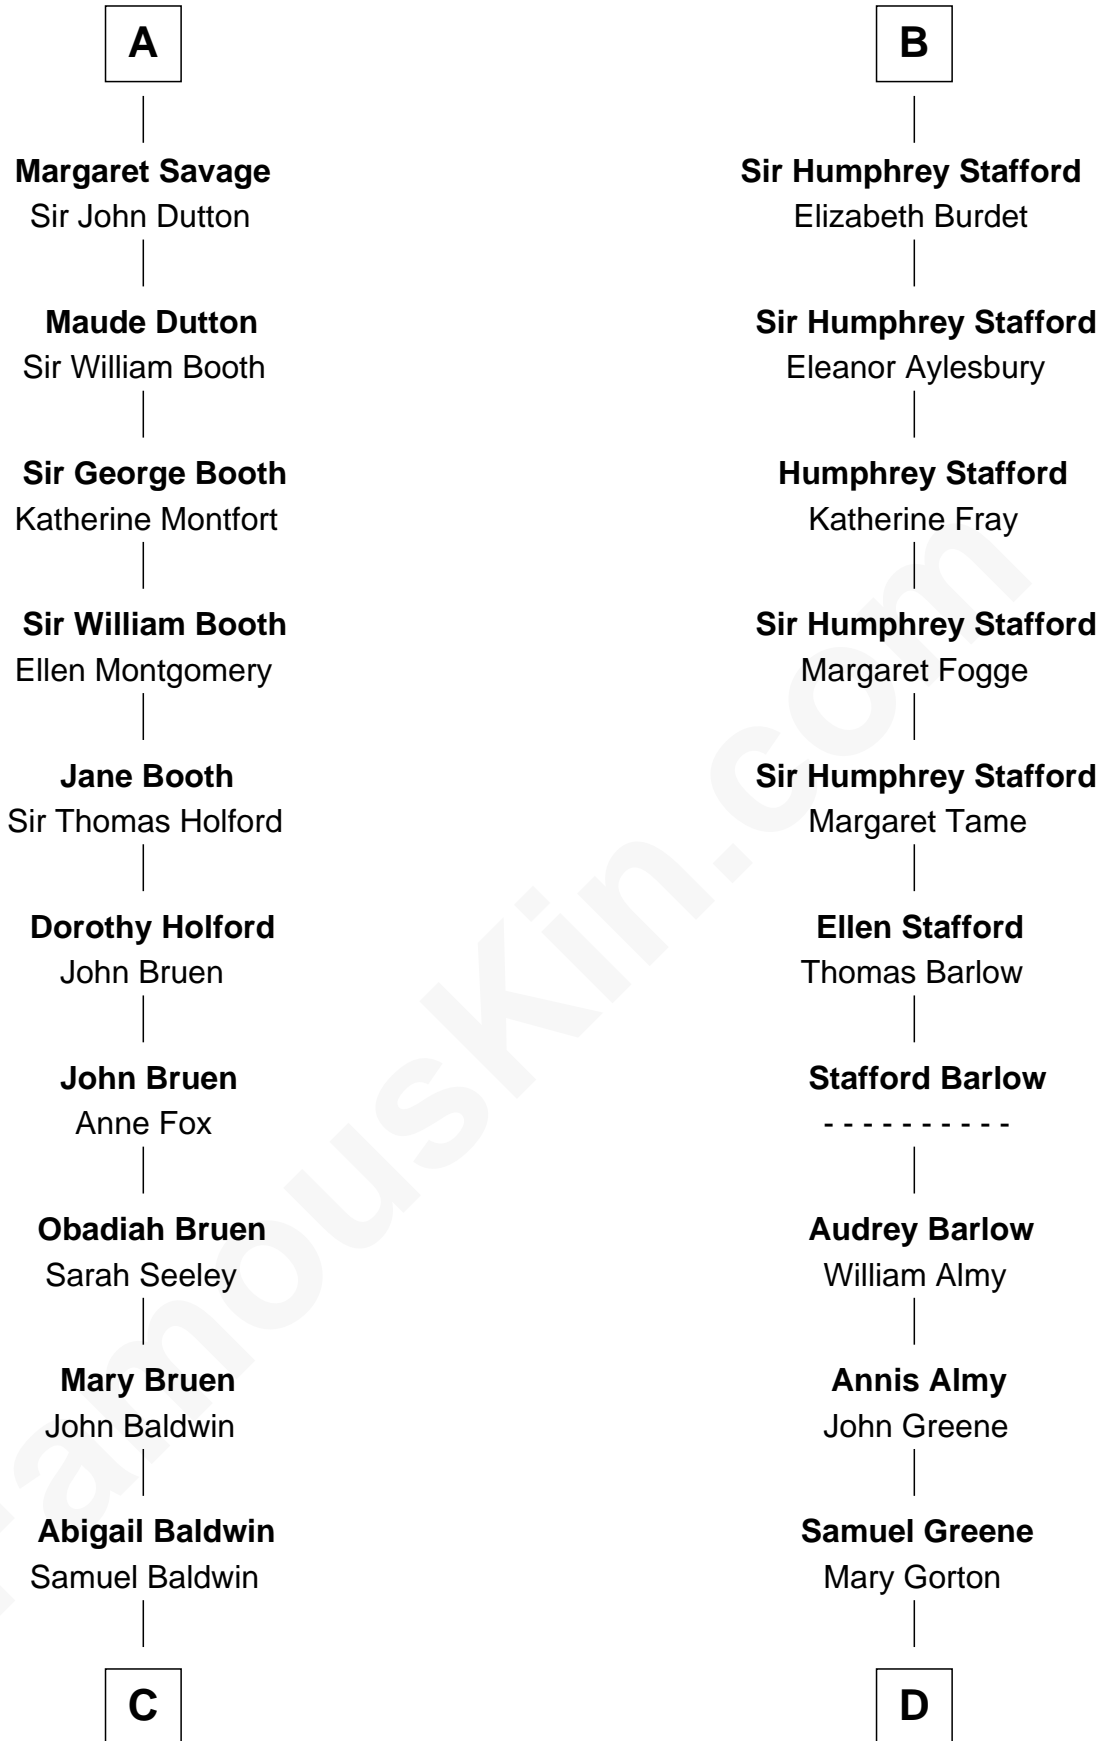 A
Margaret Savage
Sir John Dutton
Maude Dutton
Sir William Booth
Sir George Booth
Katherine Montfort
Sir William Booth
Ellen Montgomery
Jane Booth
Sir Thomas Holford
Dorothy Holford
John Bruen
John Bruen
Anne Fox
Obadiah Bruen
Sarah Seeley
Mary Bruen
John Baldwin
Abigail Baldwin
Samuel Baldwin
C
B
Sir Humphrey Stafford
Elizabeth Burdet
Sir Humphrey Stafford
Eleanor Aylesbury
Humphrey Stafford
Katherine Fray
Sir Humphrey Stafford
Margaret Fogge
Sir Humphrey Stafford
Margaret Tame
Ellen Stafford
Thomas Barlow
Stafford Barlow
- - - - - - - - - -
Audrey Barlow
William Almy
Annis Almy
John Greene
Samuel Greene
Mary Gorton
D
FamousKin.com